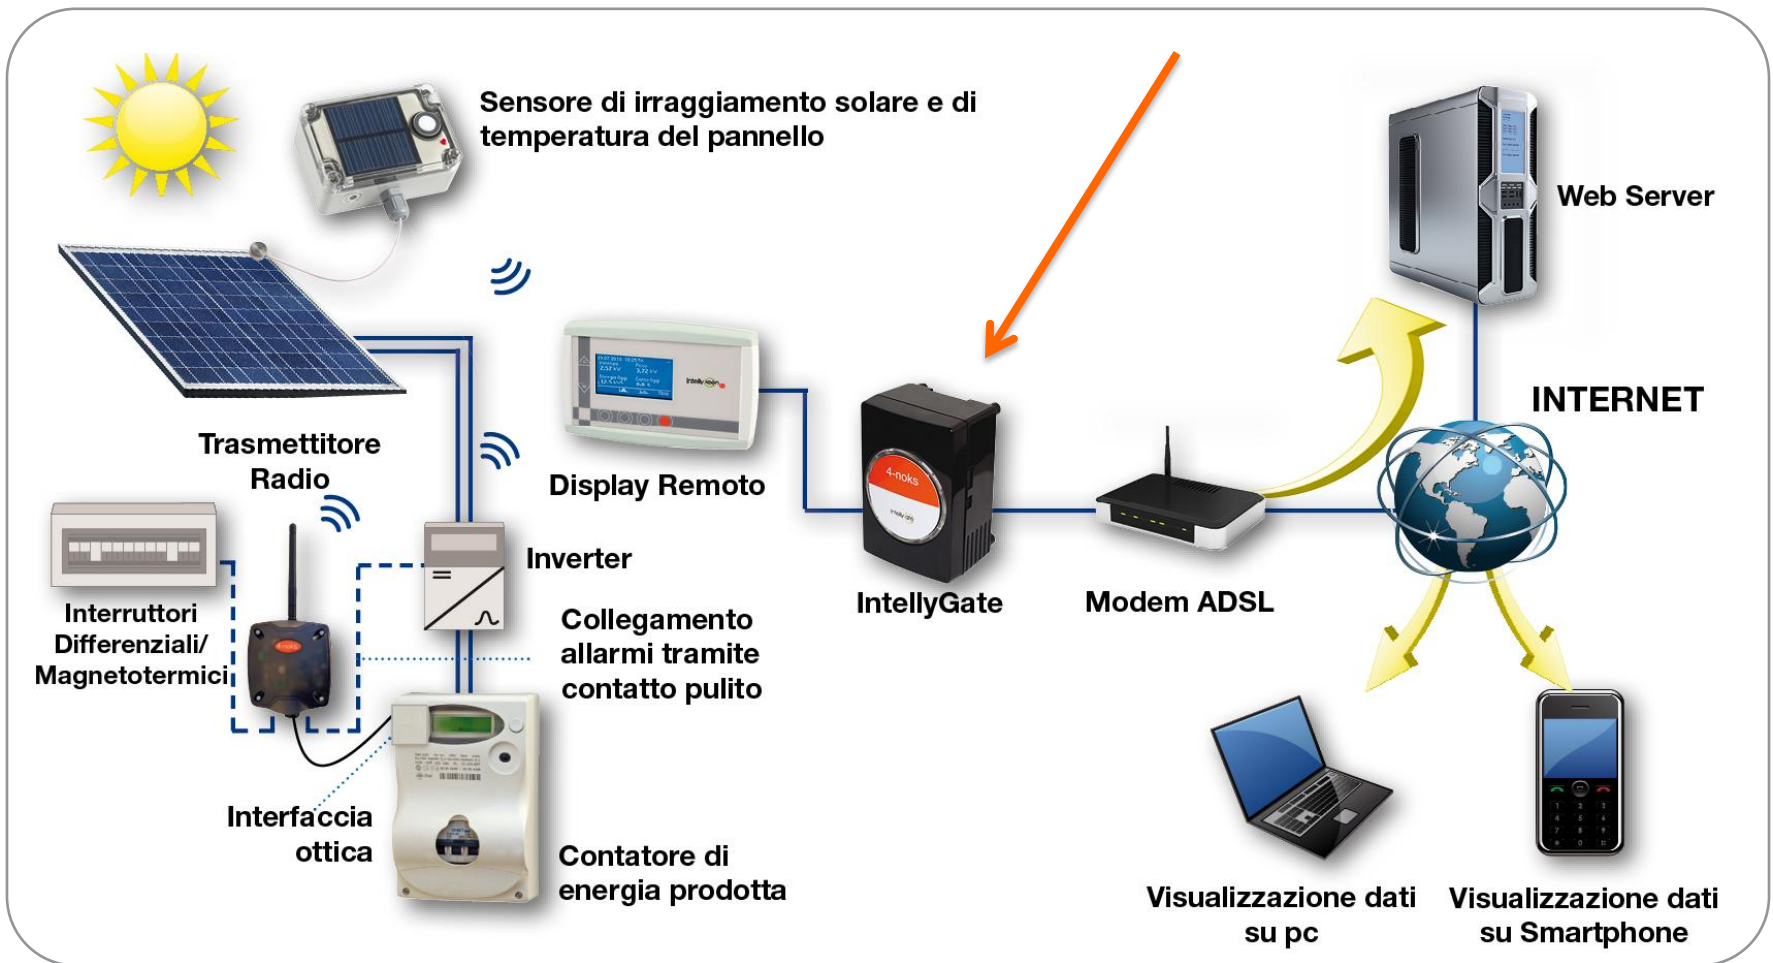 Sensore di irraggiamento solare e di
temperatura del pannello
Web Server
INTERNET
Trasmettitore
Radio
Display Remoto
4-noks
IntellyGate
Modem ADSL
Inverter
Interruttori
Differenziali/
Magnetotermici
4-noks
Collegamento
allarmi tramite
contatto pulito
Interfaccia
ottica
Contatore di
energia prodotta
Visualizzazione dati
su pc
Visualizzazione dati
su Smartphone